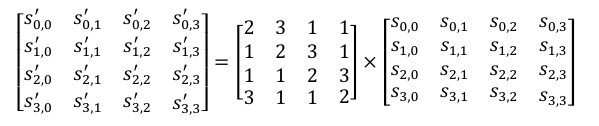 [s′0,0 s′0,1 s′0,2 s′0,3] [2 3 1 1] [s0,0 s0,1 s0,2 s0,3]
[s′1,0 s′1,1 s′1,2 s′1,3] = [1 2 3 1] × [s1,0 s1,1 s1,2 s1,3]
[s′2,0 s′2,1 s′2,2 s′2,3] [1 1 2 3] [s2,0 s2,1 s2,2 s2,3]
[s′3,0 s′3,1 s′3,2 s′3,3] [3 1 1 2] [s3,0 s3,1 s3,2 s3,3]